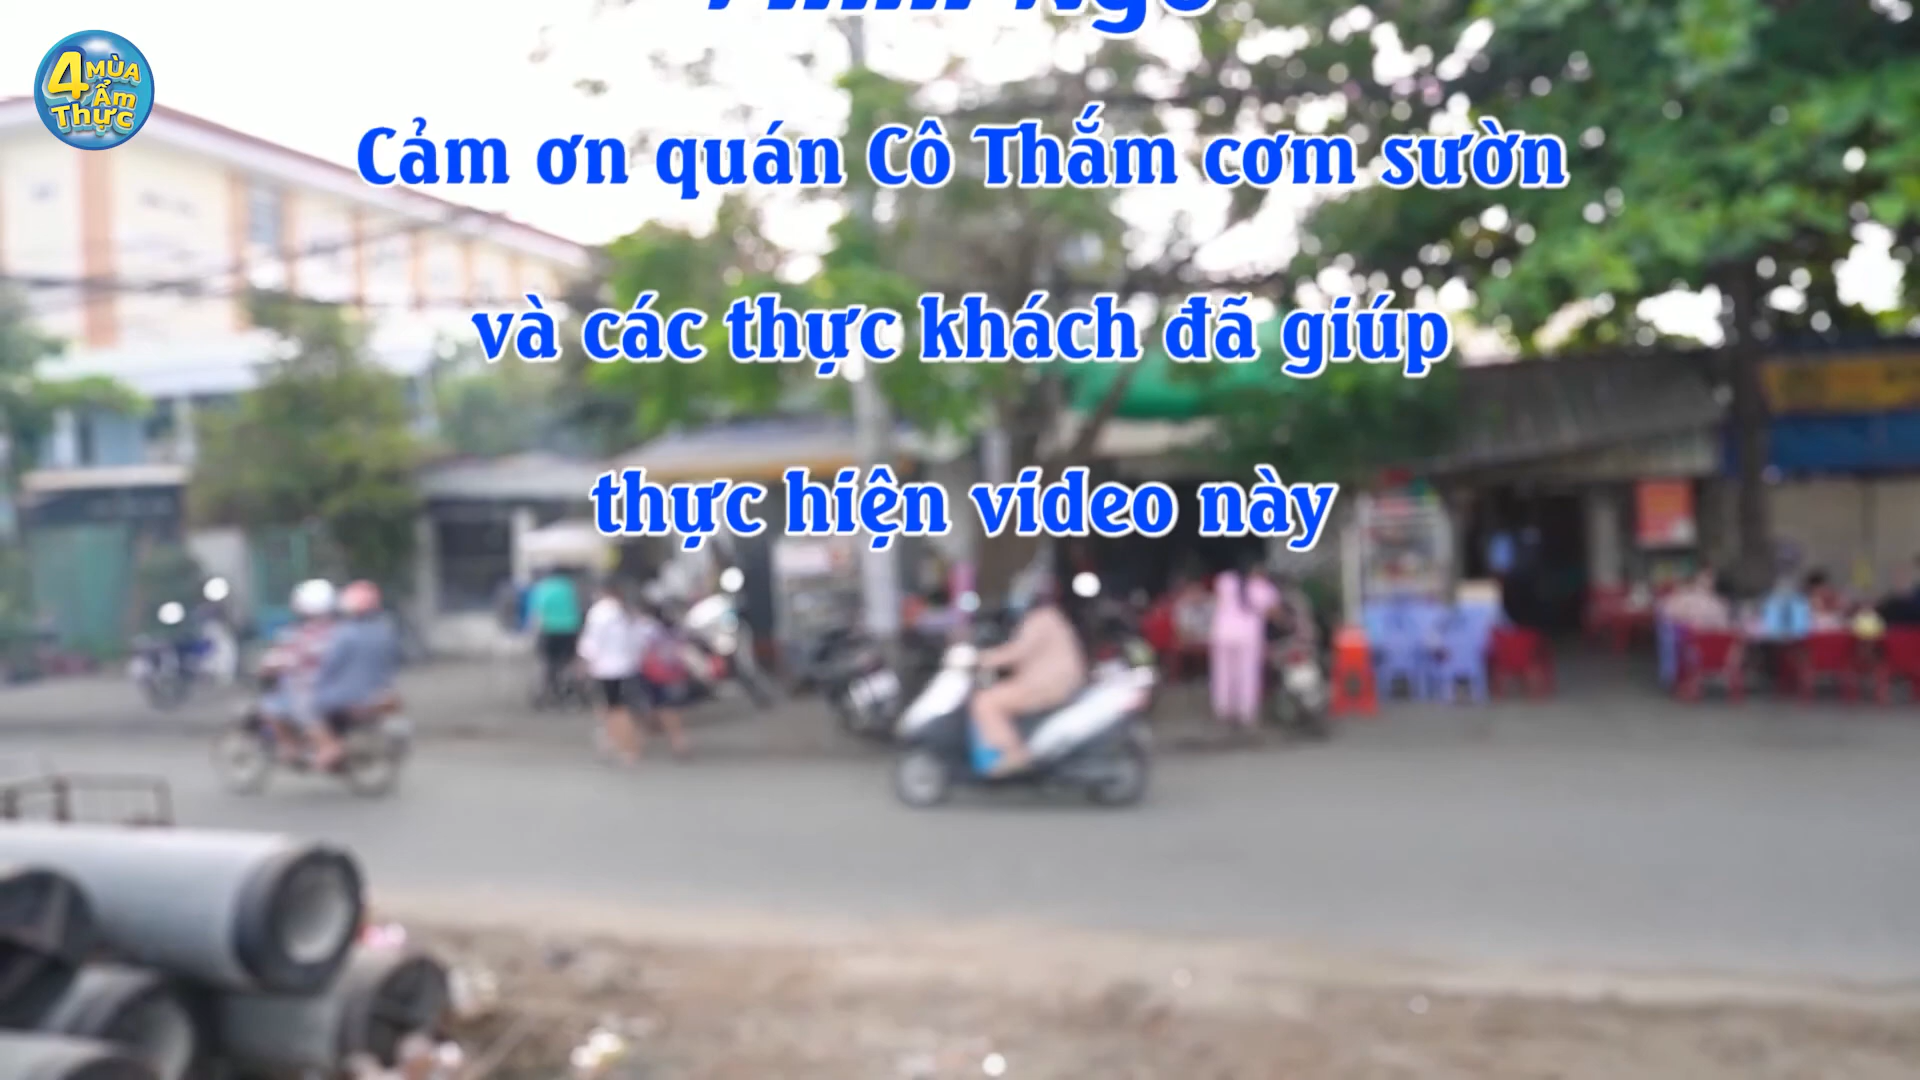 4 MÙA
Ẩm
Thực
Cảm ơn quán Cô Thắm cơm sườn
và các thực khách đã giúp
thực hiện video này